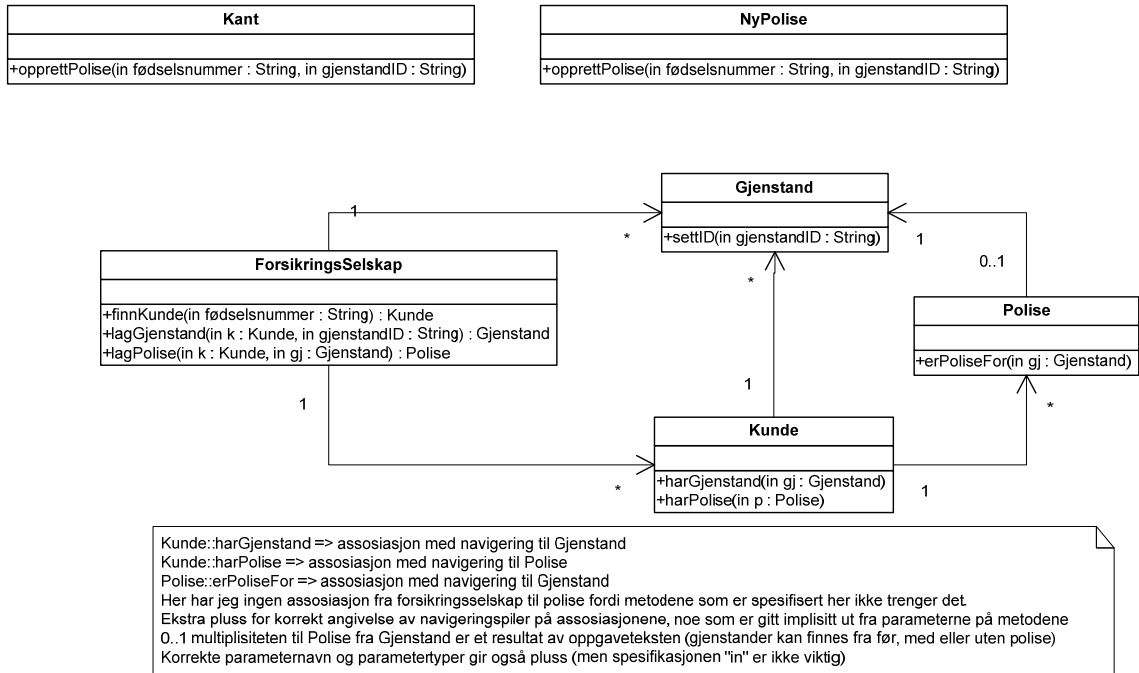 Kant
+opprettPolise(in fødselsnummer : String, in gjenstandID : String)
NyPolise
+opprettPolise(in fødselsnummer : String, in gjenstandID : String)
Gjenstand
+settID(in gjenstandID : String)
1
*
1
0..1
ForsikringsSelskap
+finnKunde(in fødselsnummer : String) : Kunde
+lagGjenstand(in k : Kunde, in gjenstandID : String) : Gjenstand
+lagPolise(in k : Kunde, in gj : Gjenstand) : Polise
*
Polise
+erPoliseFor(in gj : Gjenstand)
1
1
*
Kunde
+harGjenstand(in gj : Gjenstand)
+harPolise(in p : Polise)
*
1
Kunde::harGjenstand => assosiasjon med navigering til Gjenstand
Kunde::harPolise => assosiasjon med navigering til Polise
Polise::erPoliseFor => assosiasjon med navigering til Gjenstand
Her har jeg ingen assosiasjon fra forsikringsselskap til polise fordi metodene som er spesifisert her ikke trenger det.
Ekstra pluss for korrekt angivelse av navigeringspiler på assosiasjonene, noe som er gitt implisitt ut fra parameterne på metodene
0..1 multiplisiteten til Polise fra Gjenstand er et resultat av oppgaveteksten (gjenstander kan finnes fra før, med eller uten polise)
Korrekte parameternavn og parametertyper gir også pluss (men spesifikasjonen "in" er ikke viktig)